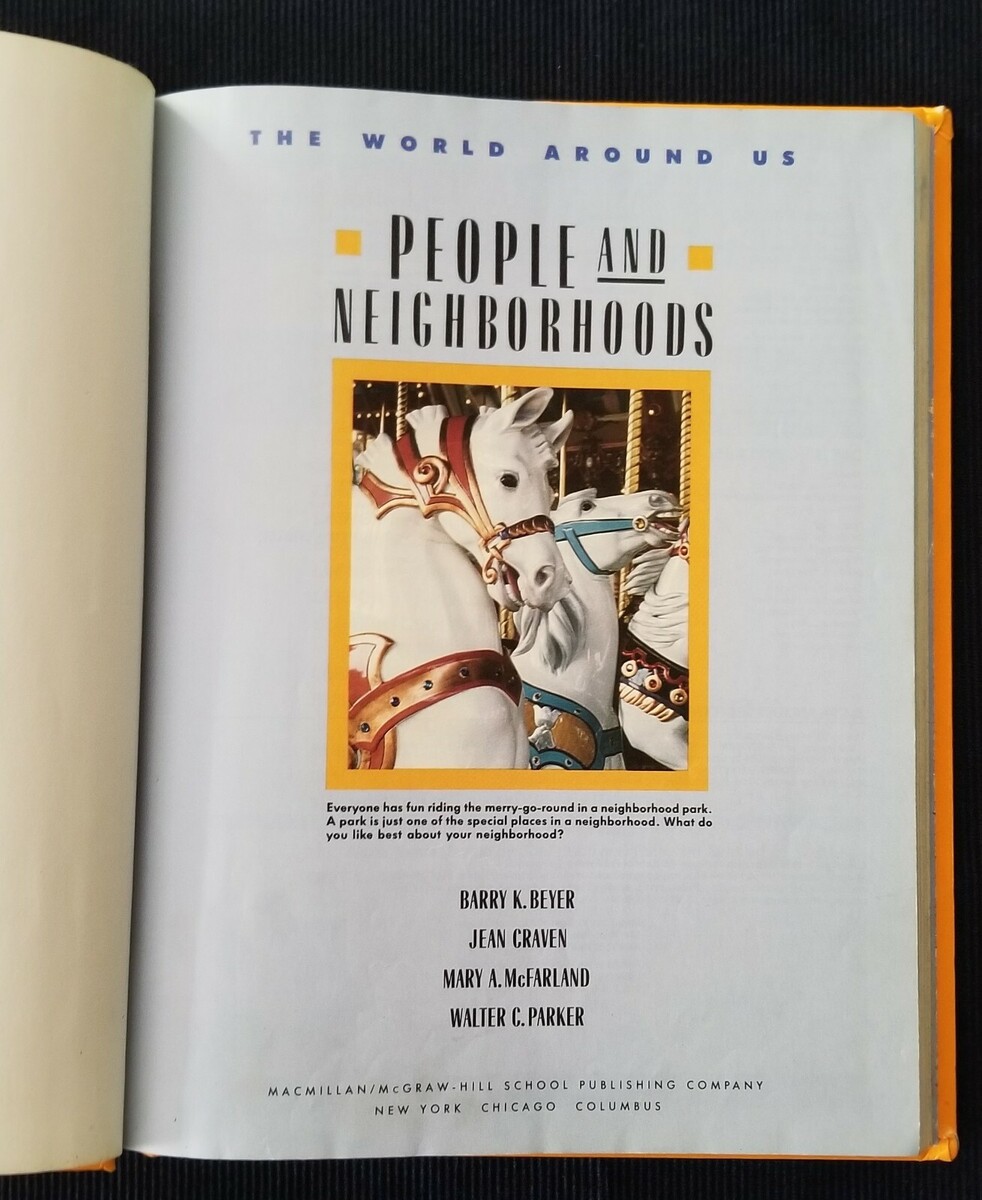 THE WORLD AROUND US
PEOPLE AND
NEIGHBORHOODS
Everyone has fun riding the merry-go-round in a neighborhood park.
A park is just one of the special places in a neighborhood. What do
you like best about your neighborhood?
BARRY K. BEYER
JEAN CRAVEN
MARY A. McFARLAND
WALTER C. PARKER
MACMILLAN/McGRAW-HILL SCHOOL PUBLISHING COMPANY
NEW YORK CHICAGO COLUMBUS